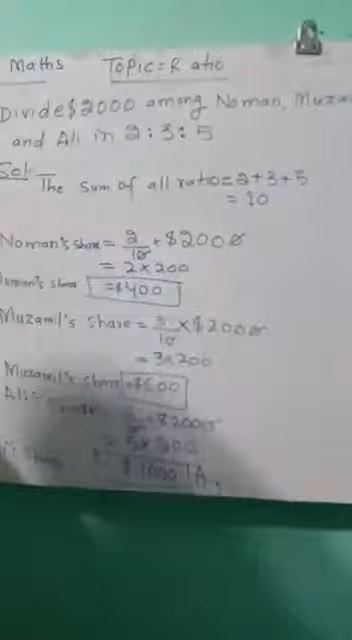 Maths Topic = Ratio
Divide $2000 among Noman,
and Ali in 2:3:5
Sol:
The sum of all ratio = 2+3+5
= 10
Noman's share = 2/10 × $2000
= 2×200
share = $400
Muzamil's share = 3/10 × $2000
= 3×200
Muzamil's share = $600
$2000
= 5×200
$1000 A